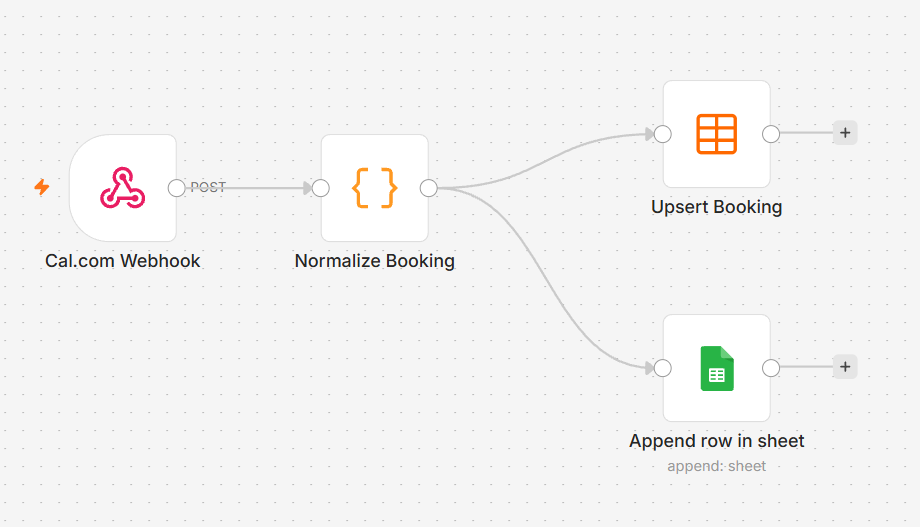 POST
Cal.com Webhook
Normalize Booking
Upsert Booking
Append row in sheet
append: sheet